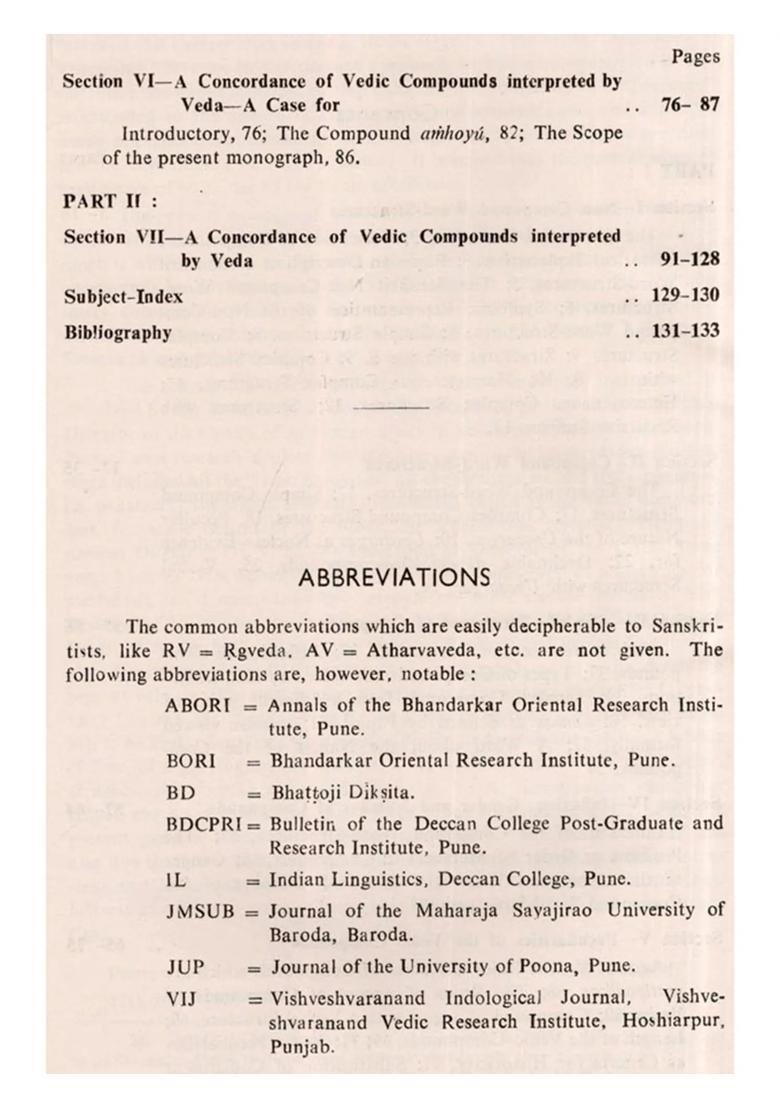 Pages
Section VI—A Concordance of Vedic Compounds interpreted by
Veda—A Case for .. 76– 87
Introductory, 76; The Compound aṁhoyú, 82; The Scope
of the present monograph, 86.
PART II :
Section VII—A Concordance of Vedic Compounds interpreted
by Veda .. 91–128
Subject-Index .. 129–130
Bibliography .. 131–133
ABBREVIATIONS
The common abbreviations which are easily decipherable to Sanskri-
tists, like RV = Ṛgveda. AV = Atharvaveda, etc. are not given. The
following abbreviations are, however, notable :
ABORI = Annals of the Bhandarkar Oriental Research Insti-
tute, Pune.
BORI = Bhandarkar Oriental Research Institute, Pune.
BD = Bhaṭṭoji Dikṣita.
BDCPRI = Bulletin of the Deccan College Post-Graduate and
Research Institute, Pune.
IL = Indian Linguistics, Deccan College, Pune.
JMSUB = Journal of the Maharaja Sayajirao University of
Baroda, Baroda.
JUP = Journal of the University of Poona, Pune.
VIJ = Vishveshvaranand Indological Journal, Vishve-
shvaranand Vedic Research Institute, Hoshiarpur,
Punjab.